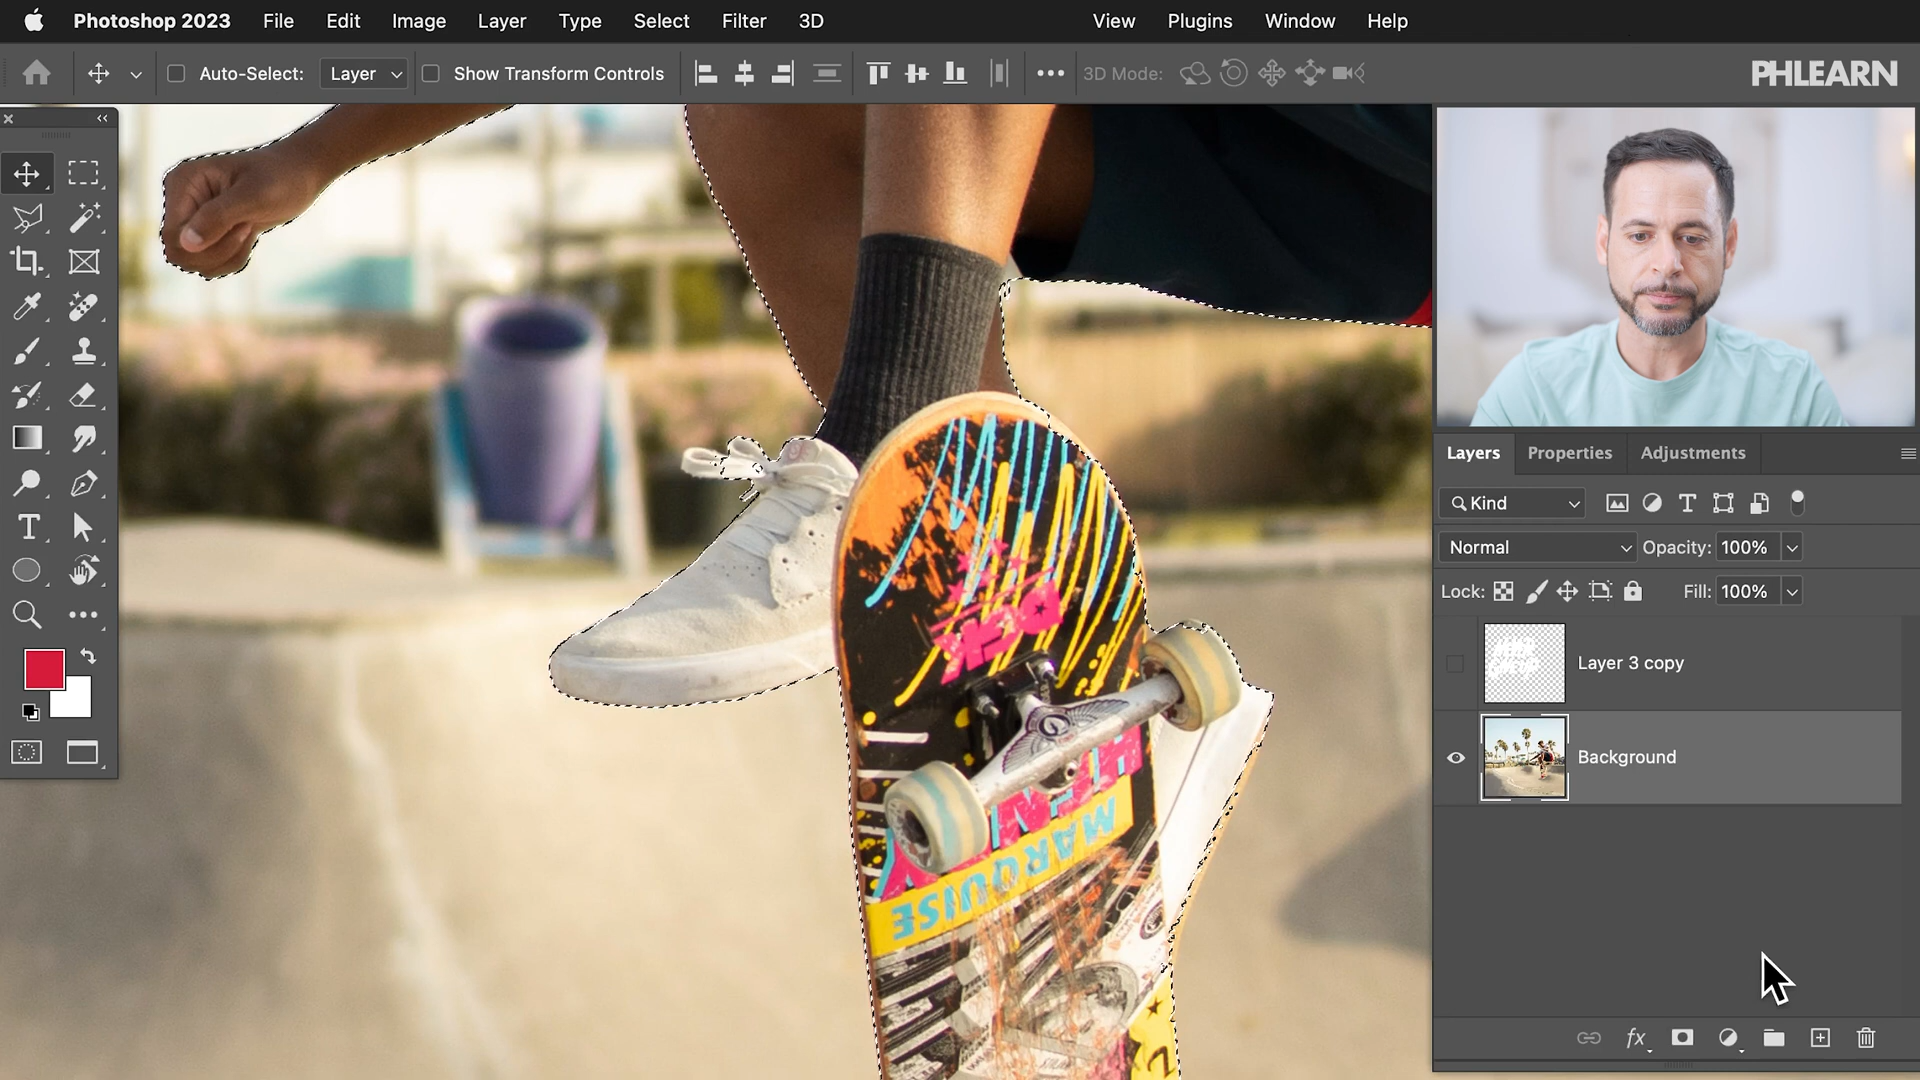 Photoshop 2023 File Edit Image Layer Type Select Filter 3D View Plugins Window Help
Auto-Select: Layer Show Transform Controls 3D Mode: PHLEARN
Layers Properties Adjustments
Kind
Normal Opacity: 100%
Lock: Fill: 100%
Layer 3 copy
Background
MARQUISE